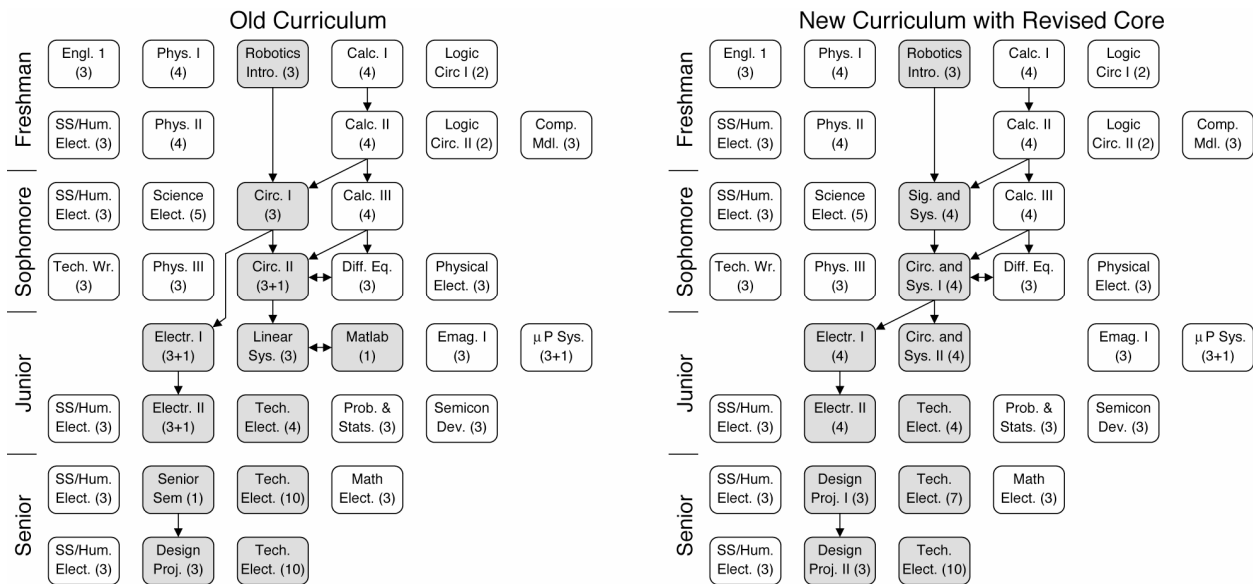 Old Curriculum
Freshman
Engl. 1
(3)
Phys. I
(4)
Robotics
Intro. (3)
Calc. I
(4)
Logic
Circ I (2)
SS/Hum.
Elect. (3)
Phys. II
(4)
Calc. II
(4)
Logic
Circ. II (2)
Comp.
Mdl. (3)
Sophomore
SS/Hum.
Elect. (3)
Science
Elect. (5)
Circ. I
(3)
Calc. III
(4)
Tech. Wr.
(3)
Phys. III
(3)
Circ. II
(3+1)
Diff. Eq.
(3)
Physical
Elect. (3)
Junior
Electr. I
(3+1)
Linear
Sys. (3)
Matlab
(1)
Emag. I
(3)
μP Sys.
(3+1)
SS/Hum.
Elect. (3)
Electr. II
(3+1)
Tech.
Elect. (4)
Prob. &
Stats. (3)
Semicon
Dev. (3)
Senior
SS/Hum.
Elect. (3)
Senior
Sem (1)
Tech.
Elect. (10)
Math
Elect. (3)
SS/Hum.
Elect. (3)
Design
Proj. (3)
Tech.
Elect. (10)
New Curriculum with Revised Core
Freshman
Engl. 1
(3)
Phys. I
(4)
Robotics
Intro. (3)
Calc. I
(4)
Logic
Circ I (2)
SS/Hum.
Elect. (3)
Phys. II
(4)
Calc. II
(4)
Logic
Circ. II (2)
Comp.
Mdl. (3)
Sophomore
SS/Hum.
Elect. (3)
Science
Elect. (5)
Sig. and
Sys. (4)
Calc. III
(4)
Tech. Wr.
(3)
Phys. III
(3)
Circ. and
Sys. I (4)
Diff. Eq.
(3)
Physical
Elect. (3)
Junior
Electr. I
(4)
Circ. and
Sys. II (4)
Emag. I
(3)
μP Sys.
(3+1)
SS/Hum.
Elect. (3)
Electr. II
(4)
Tech.
Elect. (4)
Prob. &
Stats. (3)
Semicon
Dev. (3)
Senior
SS/Hum.
Elect. (3)
Design
Proj. I (3)
Tech.
Elect. (7)
Math
Elect. (3)
SS/Hum.
Elect. (3)
Design
Proj. II (3)
Tech.
Elect. (10)